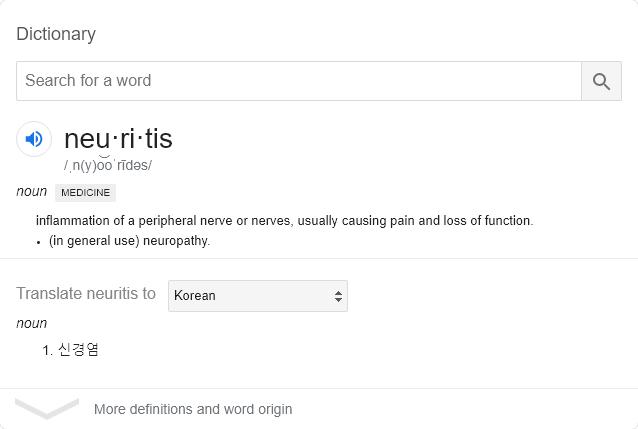 Dictionary
Search for a word
neu·ri·tis
/ˌn(y)o͝oˈrīdəs/
noun MEDICINE
inflammation of a peripheral nerve or nerves, usually causing pain and loss of function.
• (in general use) neuropathy.
Translate neuritis to Korean
noun
1. 신경염
More definitions and word origin